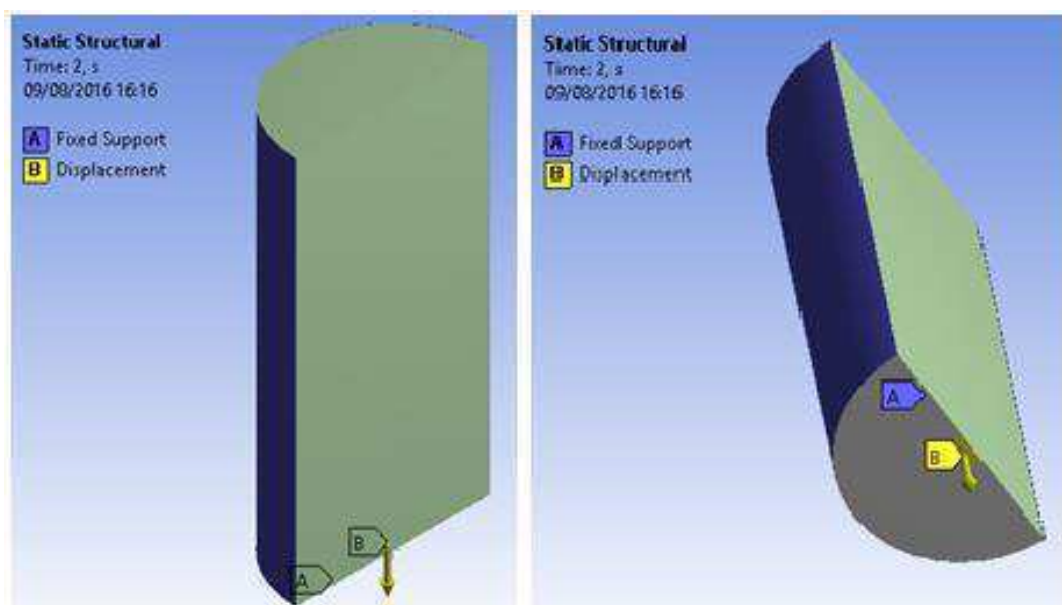 Static Structural
Time: 2, s
09/08/2016 16:16
A Fixed Support
B Displacement
B
A
Static Structural
Time: 2, s
09/08/2016 16:16
A Fixed Support
B Displacement
A
B